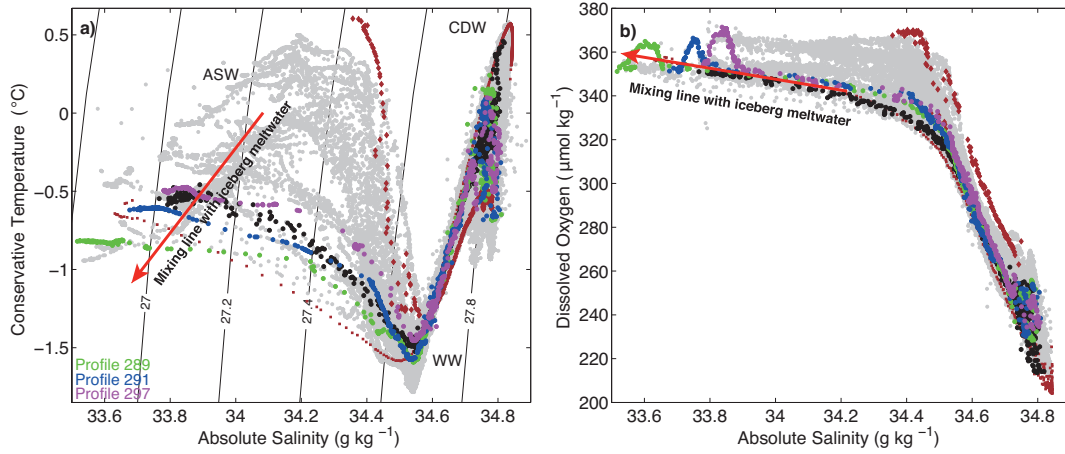 a)
CDW
ASW
Mixing line with iceberg meltwater
WW
27
27.2
27.4
27.8
Profile 289
Profile 291
Profile 297
0.5
0
−0.5
−1
−1.5
Conservative Temperature (°C)
33.6
33.8
34
34.2
34.4
34.6
34.8
Absolute Salinity (g kg −1)
b)
Mixing line with iceberg meltwater
380
360
340
320
300
280
260
240
220
200
Dissolved Oxygen (μmol kg−1)
33.6
33.8
34
34.2
34.4
34.6
34.8
Absolute Salinity (g kg −1)